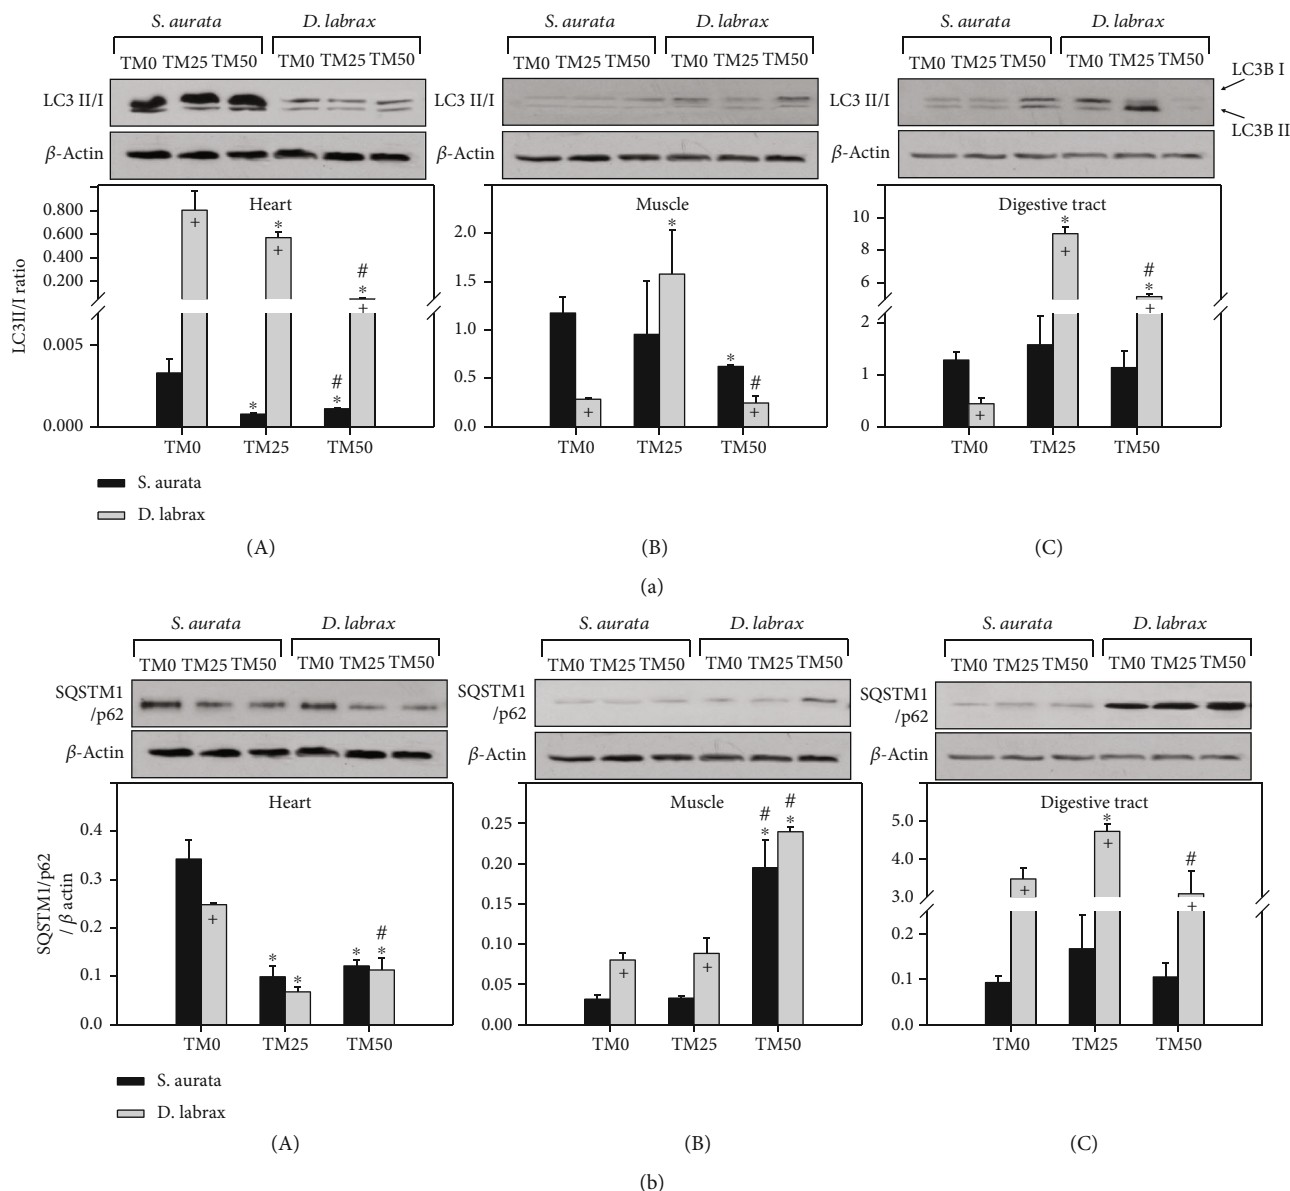 S. aurata D. labrax
TM0 TM25 TM50 TM0 TM25 TM50
LC3 II/I
β-Actin
Heart
LC3II/I ratio
0.800
0.600
0.400
0.200
0.005
0.000
+ * + # * + * # *
TM0 TM25 TM50
S. aurata
D. labrax
(A)
S. aurata D. labrax
TM0 TM25 TM50 TM0 TM25 TM50
LC3 II/I
β-Actin
Muscle
2.0
1.5
1.0
0.5
0.0
+ * * # +
TM0 TM25 TM50
(B)
S. aurata D. labrax
TM0 TM25 TM50 TM0 TM25 TM50
LC3 II/I
LC3B I
LC3B II
β-Actin
Digestive tract
10
8
6
2
1
0
+ * + # * +
TM0 TM25 TM50
(C)
(a)
S. aurata D. labrax
TM0 TM25 TM50 TM0 TM25 TM50
SQSTM1
/p62
β-Actin
Heart
SQSTM1/p62
/ β actin
0.4
0.3
0.2
0.1
0.0
+ * * * # *
TM0 TM25 TM50
S. aurata
D. labrax
(A)
S. aurata D. labrax
TM0 TM25 TM50 TM0 TM25 TM50
SQSTM1
/p62
β-Actin
Muscle
0.25
0.20
0.15
0.10
0.05
0.00
+ + # * # *
TM0 TM25 TM50
(B)
S. aurata D. labrax
TM0 TM25 TM50 TM0 TM25 TM50
SQSTM1
/p62
β-Actin
Digestive tract
5.0
4.0
3.0
0.2
0.1
0.0
+ * + # +
TM0 TM25 TM50
(C)
(b)